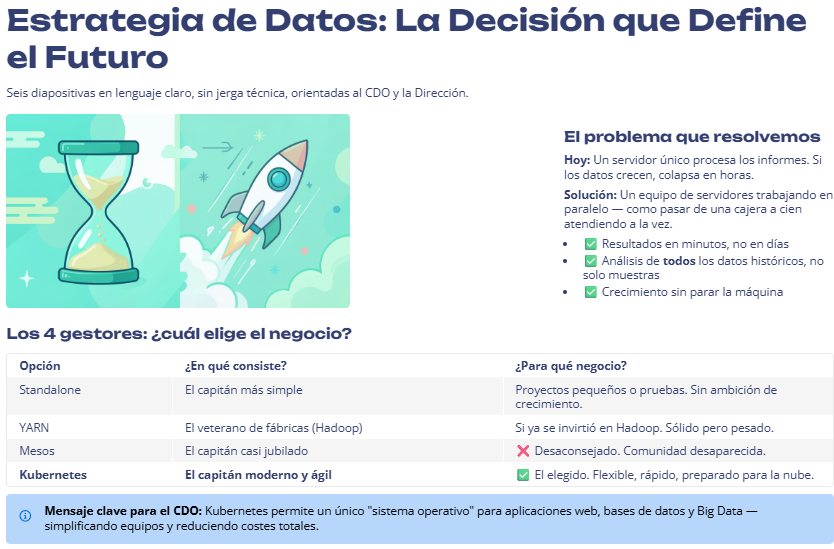 Estrategia de Datos: La Decisión que Define
el Futuro
Seis diapositivas en lenguaje claro, sin jerga técnica, orientadas al CDO y la Dirección.
El problema que resolvemos
Hoy: Un servidor único procesa los informes. Si
los datos crecen, colapsa en horas.
Solución: Un equipo de servidores trabajando en
paralelo — como pasar de una cajera a cien
atendiendo a la vez.
• ✅ Resultados en minutos, no en días
• ✅ Análisis de todos los datos históricos, no
solo muestras
• ✅ Crecimiento sin parar la máquina
Los 4 gestores: ¿cuál elige el negocio?
Opción ¿En qué consiste? ¿Para qué negocio?
Standalone El capitán más simple Proyectos pequeños o pruebas. Sin ambición de
crecimiento.
YARN El veterano de fábricas (Hadoop) Si ya se invirtió en Hadoop. Sólido pero pesado.
Mesos El capitán casi jubilado ❌ Desaconsejado. Comunidad desaparecida.
Kubernetes El capitán moderno y ágil ✅ El elegido. Flexible, rápido, preparado para la nube.
Mensaje clave para el CDO: Kubernetes permite un único "sistema operativo" para aplicaciones web, bases de datos y Big Data —
simplificando equipos y reduciendo costes totales.